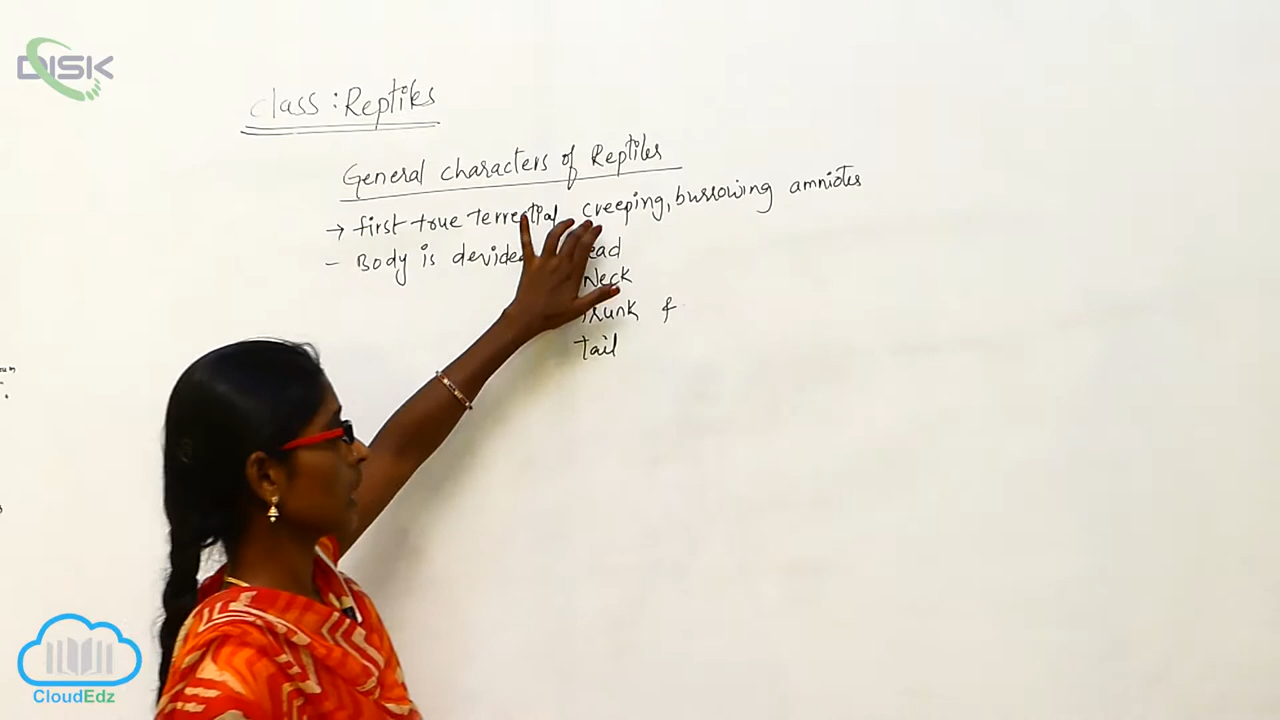 DISK
class : Reptiles
General characters of Reptiles
→ first true terrestrial creeping, burrowing amniotes
- Body is devided
Neck
trunk &
tail
CloudEdz